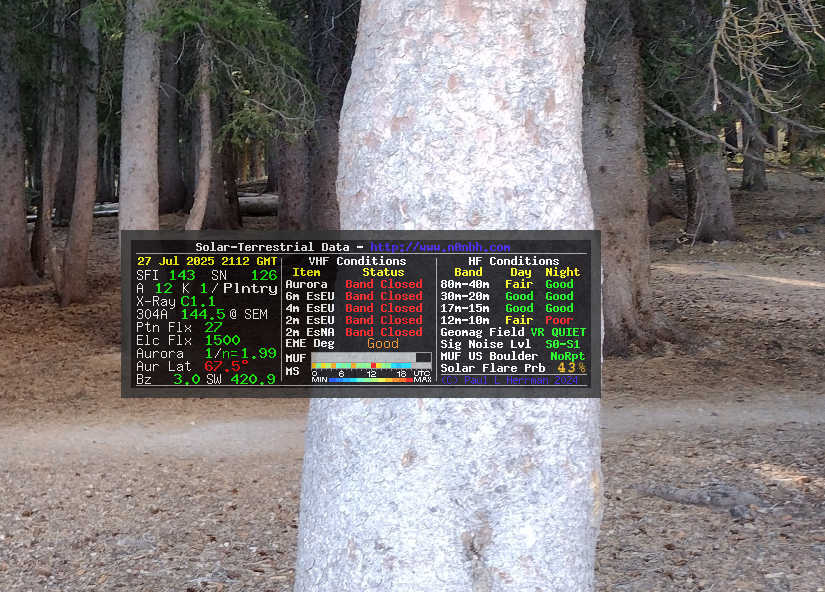 Solar-Terrestrial Data - http://www.n0nbh.com
27 Jul 2025 2112 GMT
SFI 143 SN 126
A 12 K 1 / Plntry
X-Ray C1.1
304A 144.5 @ SEM
Ptn Flx 27
Elc Flx 1500
Aurora 1/n=1.99
Aur Lat 67.5°
Bz 3.0 SW 420.9
VHF Conditions
Item Status
Aurora Band Closed
6m EsEU Band Closed
4m EsEU Band Closed
2m EsEU Band Closed
2m EsNA Band Closed
EME Deg Good
MUF
MS
0 6 12 18 UTC
MIN MAX
HF Conditions
Band Day Night
80m-40m Fair Good
30m-20m Good Good
17m-15m Good Good
12m-10m Fair Poor
Geomag Field VR QUIET
Sig Noise Lvl S0-S1
MUF US Boulder NoRpt
Solar Flare Prb 43%
(C) Paul L Herrman 2024